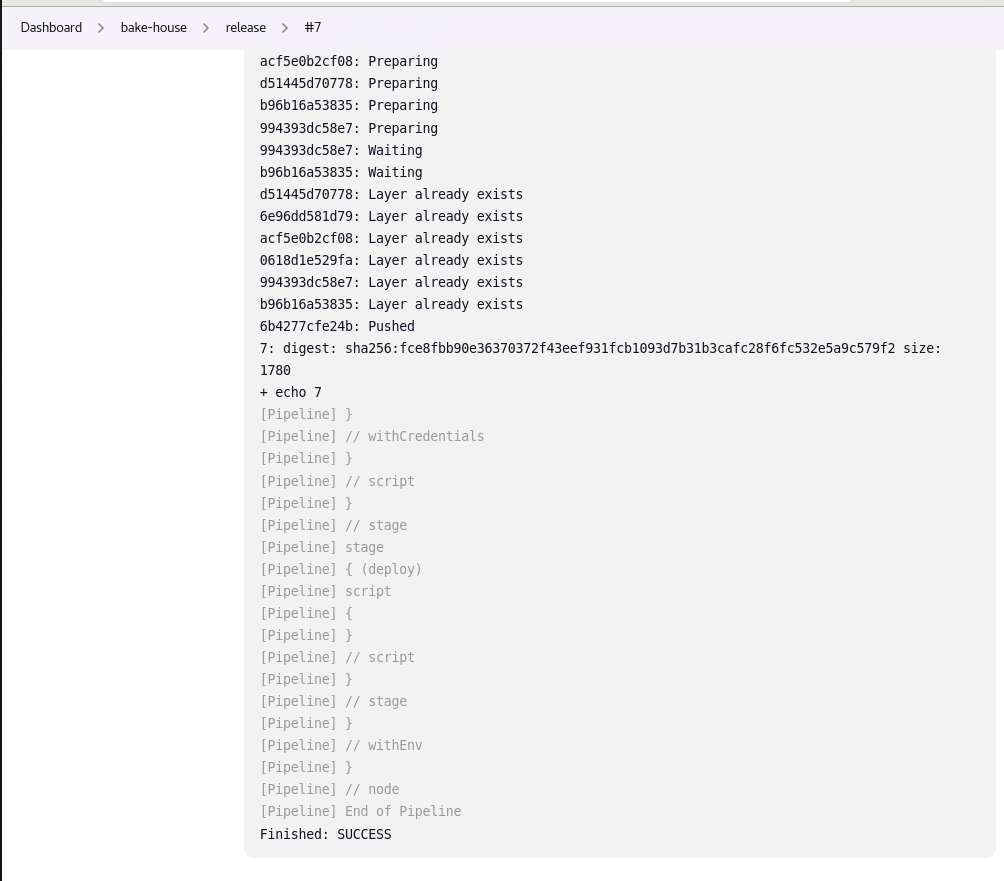 Dashboard > bake-house > release > #7
acf5e0b2cf08: Preparing
d51445d70778: Preparing
b96b16a53835: Preparing
994393dc58e7: Preparing
994393dc58e7: Waiting
b96b16a53835: Waiting
d51445d70778: Layer already exists
6e96dd581d79: Layer already exists
acf5e0b2cf08: Layer already exists
0618d1e529fa: Layer already exists
994393dc58e7: Layer already exists
b96b16a53835: Layer already exists
6b4277cfe24b: Pushed
7: digest: sha256:fce8fbb90e36370372f43eef931fcb1093d7b31b3cafc28f6fc532e5a9c579f2 size:
1780
+ echo 7
[Pipeline] }
[Pipeline] // withCredentials
[Pipeline] }
[Pipeline] // script
[Pipeline] }
[Pipeline] // stage
[Pipeline] stage
[Pipeline] { (deploy)
[Pipeline] script
[Pipeline] {
[Pipeline] }
[Pipeline] // script
[Pipeline] }
[Pipeline] // stage
[Pipeline] }
[Pipeline] // withEnv
[Pipeline] }
[Pipeline] // node
[Pipeline] End of Pipeline
Finished: SUCCESS